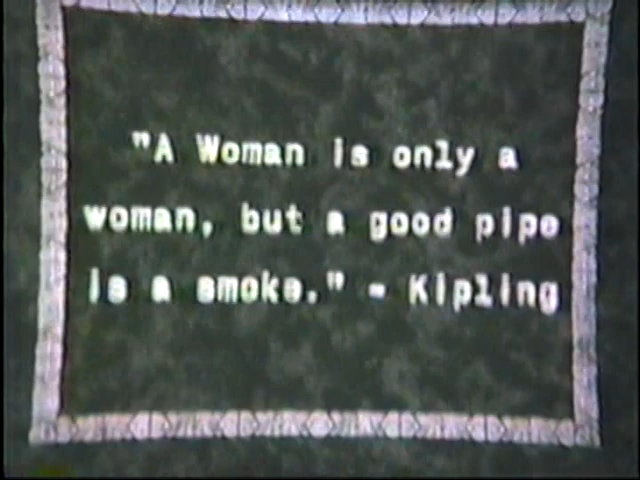 "A Woman is only a
woman, but a good pipe
is a smoke." - Kipling